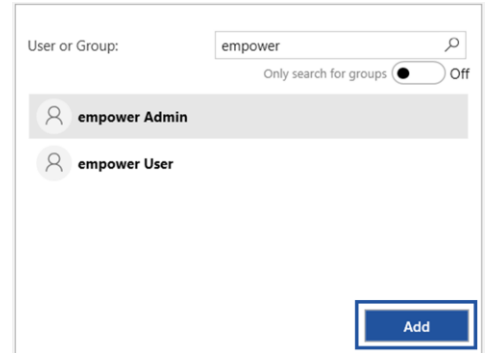 User or Group: empower
Only search for groups Off
empower Admin
empower User
Add